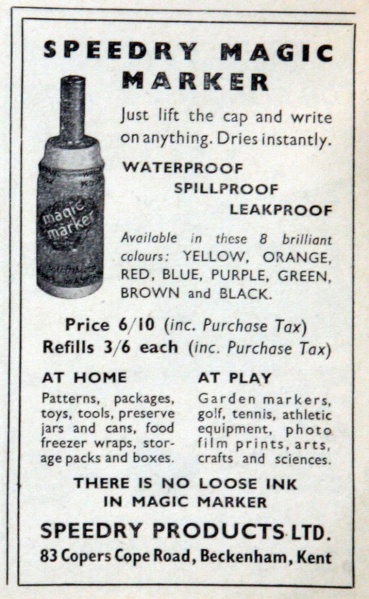 SPEEDRY MAGIC
MARKER
Just lift the cap and write
on anything. Dries instantly.
WATERPROOF
SPILLPROOF
LEAKPROOF
magic
marker
Available in these 8 brilliant
colours: YELLOW, ORANGE,
RED, BLUE, PURPLE, GREEN,
BROWN and BLACK.
Price 6/10 (inc. Purchase Tax)
Refills 3/6 each (inc. Purchase Tax)
AT HOME
Patterns, packages,
toys, tools, preserve
jars and cans, food
freezer wraps, stor-
age packs and boxes.
AT PLAY
Garden markers,
golf, tennis, athletic
equipment, photo
film prints, arts,
crafts and sciences.
THERE IS NO LOOSE INK
IN MAGIC MARKER
SPEEDRY PRODUCTS LTD.
83 Copers Cope Road, Beckenham, Kent